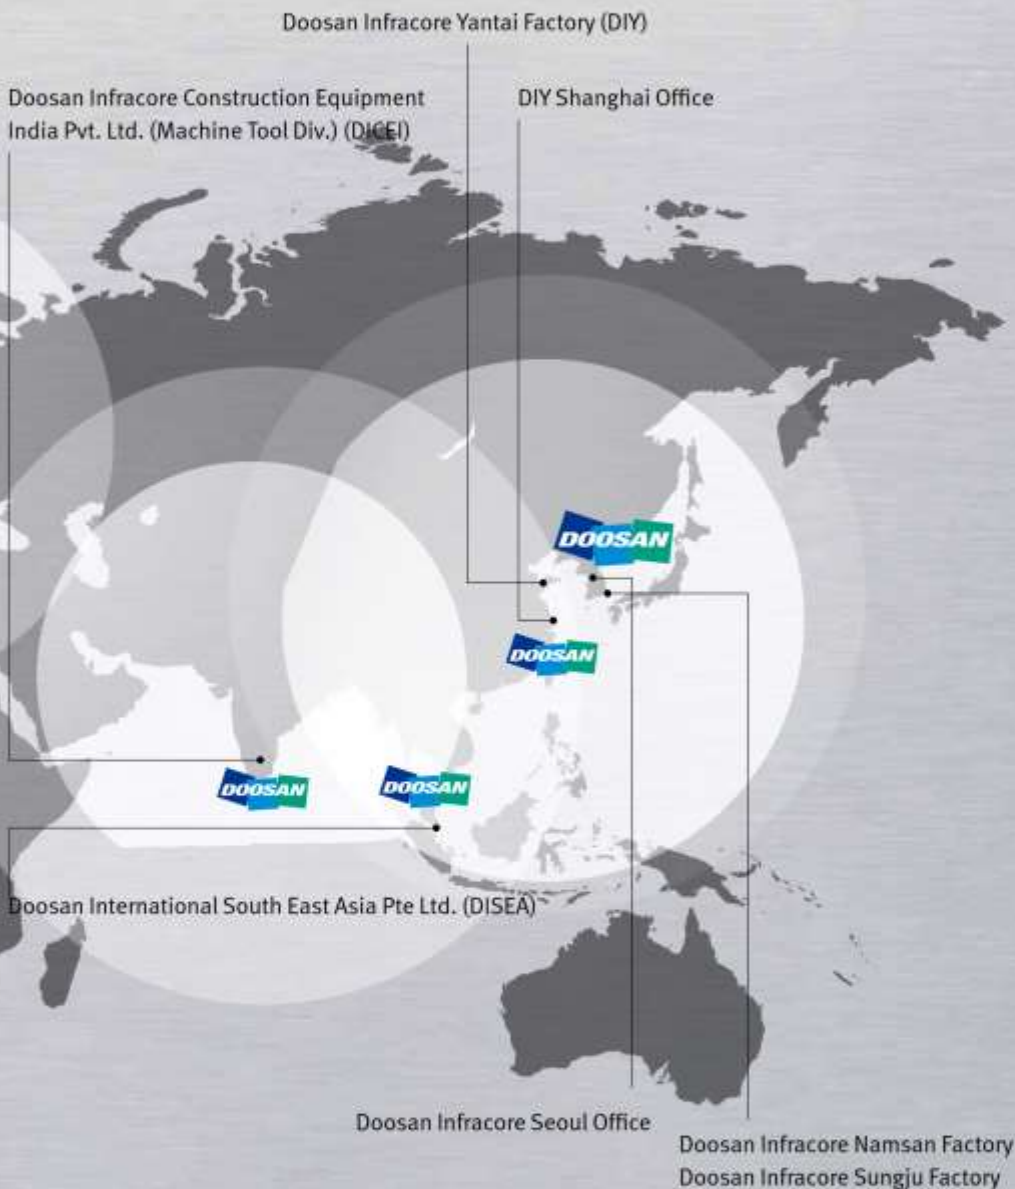 Doosan Infracore Yantai Factory (DIY)
Doosan Infracore Construction Equipment
India Pvt. Ltd. (Machine Tool Div.) (DICEI)
DIY Shanghai Office
DOOSAN
DOOSAN
DOOSAN
DOOSAN
Doosan International South East Asia Pte Ltd. (DISEA)
Doosan Infracore Seoul Office
Doosan Infracore Namsan Factory
Doosan Infracore Sungju Factory